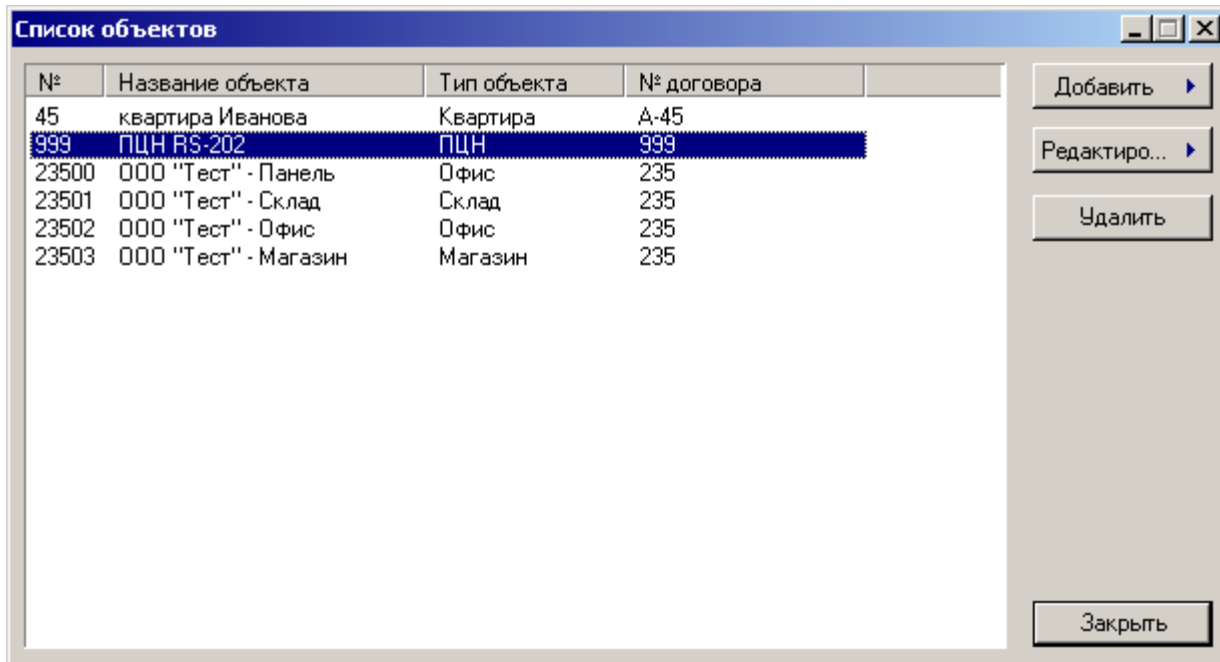 Список объектов
№ Название объекта Тип объекта № договора
Добавить
45 квартира Иванова Квартира А-45
999 ПЦН RS-202 ПЦН 999
Редактиро...
23500 ООО "Тест" - Панель Офис 235
23501 ООО "Тест" - Склад Склад 235
Удалить
23502 ООО "Тест" - Офис Офис 235
23503 ООО "Тест" - Магазин Магазин 235
Закрыть